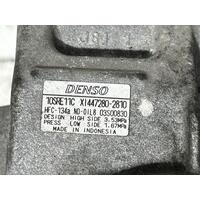 DENSO
10SRE11C XI447280-2810
HFC-134a ND-OIL8 03S00830
DESIGN HIGH SIDE 3.53MPa
PRESS LOW SIDE 1.67MPa
MADE IN INDONESIA